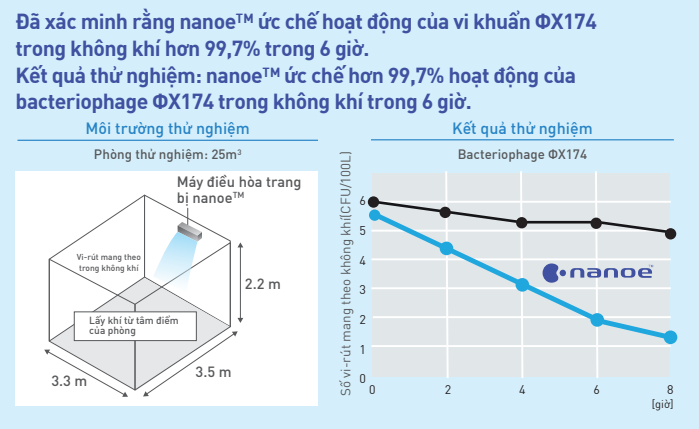 Đã xác minh rằng nanoe™ ức chế hoạt động của vi khuẩn ΦX174
trong không khí hơn 99,7% trong 6 giờ.
Kết quả thử nghiệm: nanoe™ ức chế hơn 99,7% hoạt động của
bacteriophage ΦX174 trong không khí trong 6 giờ.
Môi trường thử nghiệm
Phòng thử nghiệm: 25m³
Máy điều hòa trang
bị nanoe™
Vi-rút mang theo
trong không khí
2.2 m
Lấy khí từ tâm điểm
của phòng
3.3 m
3.5 m
Kết quả thử nghiệm
Bacteriophage ΦX174
Số vi-rút mang theo không khí(CFU/100L)
6
5
4
3
2
1
0
nanoe™
0 2 4 6 8
[giờ]